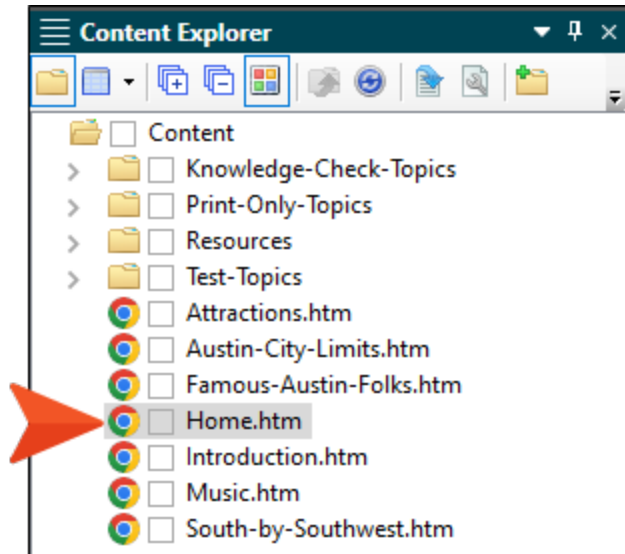 Content Explorer
Content
Knowledge-Check-Topics
Print-Only-Topics
Resources
Test-Topics
Attractions.htm
Austin-City-Limits.htm
Famous-Austin-Folks.htm
Home.htm
Introduction.htm
Music.htm
South-by-Southwest.htm